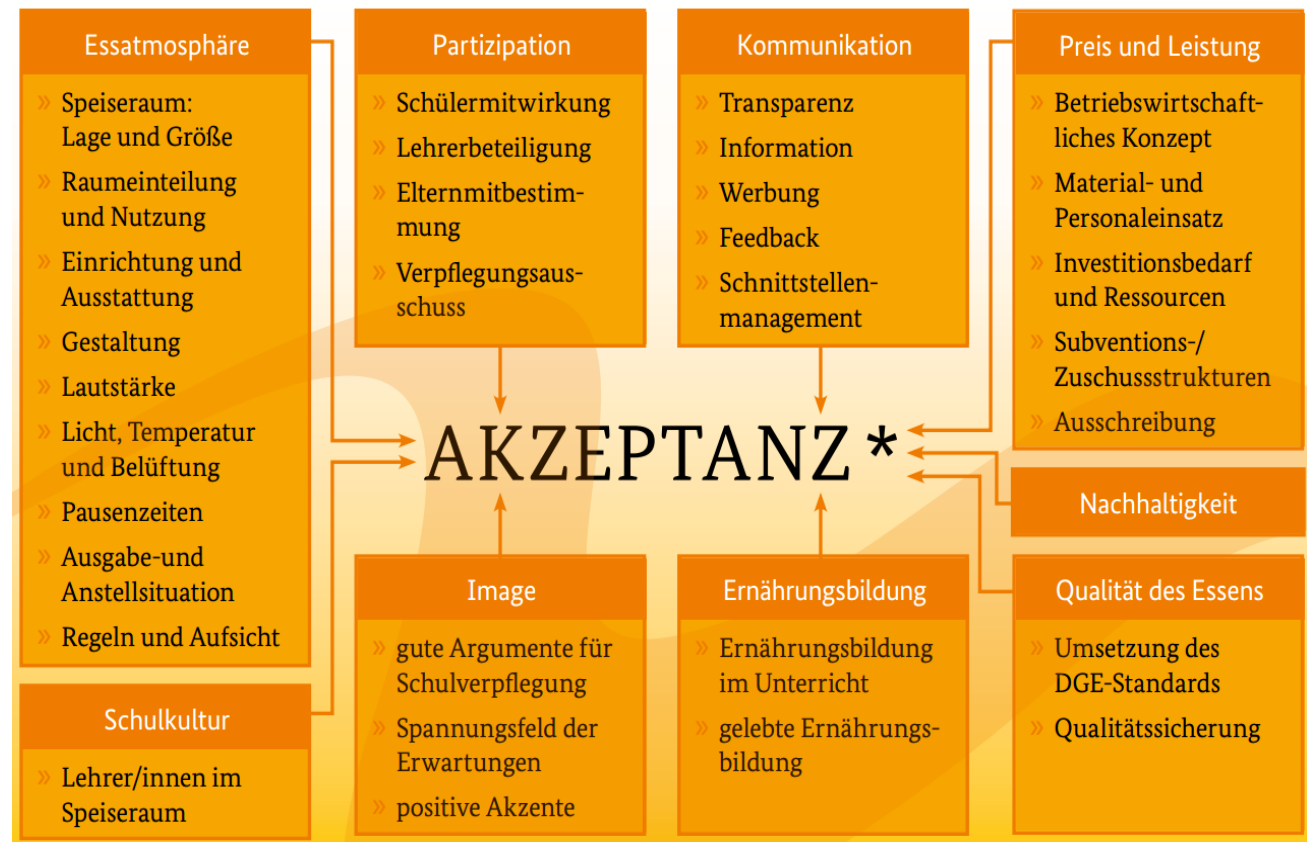 Essatmosphäre
» Speiseraum:
Lage und Größe
» Raumeinteilung
und Nutzung
» Einrichtung und
Ausstattung
» Gestaltung
» Lautstärke
» Licht, Temperatur
und Belüftung
» Pausenzeiten
» Ausgabe-und
Anstellsituation
» Regeln und Aufsicht
Partizipation
» Schülermitwirkung
» Lehrerbeteiligung
» Elternmitbestim-
mung
» Verpflegungsaus-
schuss
Kommunikation
» Transparenz
» Information
» Werbung
» Feedback
» Schnittstellen-
management
Preis und Leistung
» Betriebswirtschaft-
liches Konzept
» Material- und
Personaleinsatz
» Investitionsbedarf
und Ressourcen
» Subventions-/
Zuschussstrukturen
» Ausschreibung
AKZEPTANZ *
Nachhaltigkeit
Schulkultur
» Lehrer/innen im
Speiseraum
Image
» gute Argumente für
Schulverpflegung
» Spannungsfeld der
Erwartungen
» positive Akzente
Ernährungsbildung
» Ernährungsbildung
im Unterricht
» gelebte Ernährungs-
bildung
Qualität des Essens
» Umsetzung des
DGE-Standards
» Qualitätssicherung